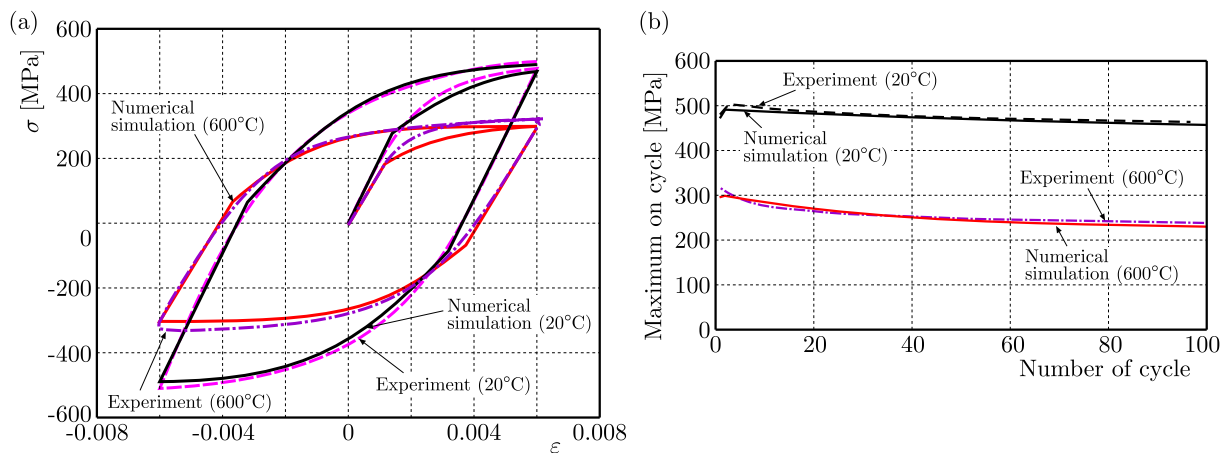 (a)
σ [MPa]
600
400
200
0
-200
-400
-600
-0.008
-0.004
0
0.004
0.008
ε
Numerical
simulation (600°C)
Numerical
simulation (20°C)
Experiment (20°C)
Experiment (600°C)
(b)
Maximum on cycle [MPa]
600
500
400
300
200
100
0
0
20
40
60
80
100
Number of cycle
Experiment (20°C)
Numerical
simulation (20°C)
Experiment (600°C)
Numerical
simulation (600°C)